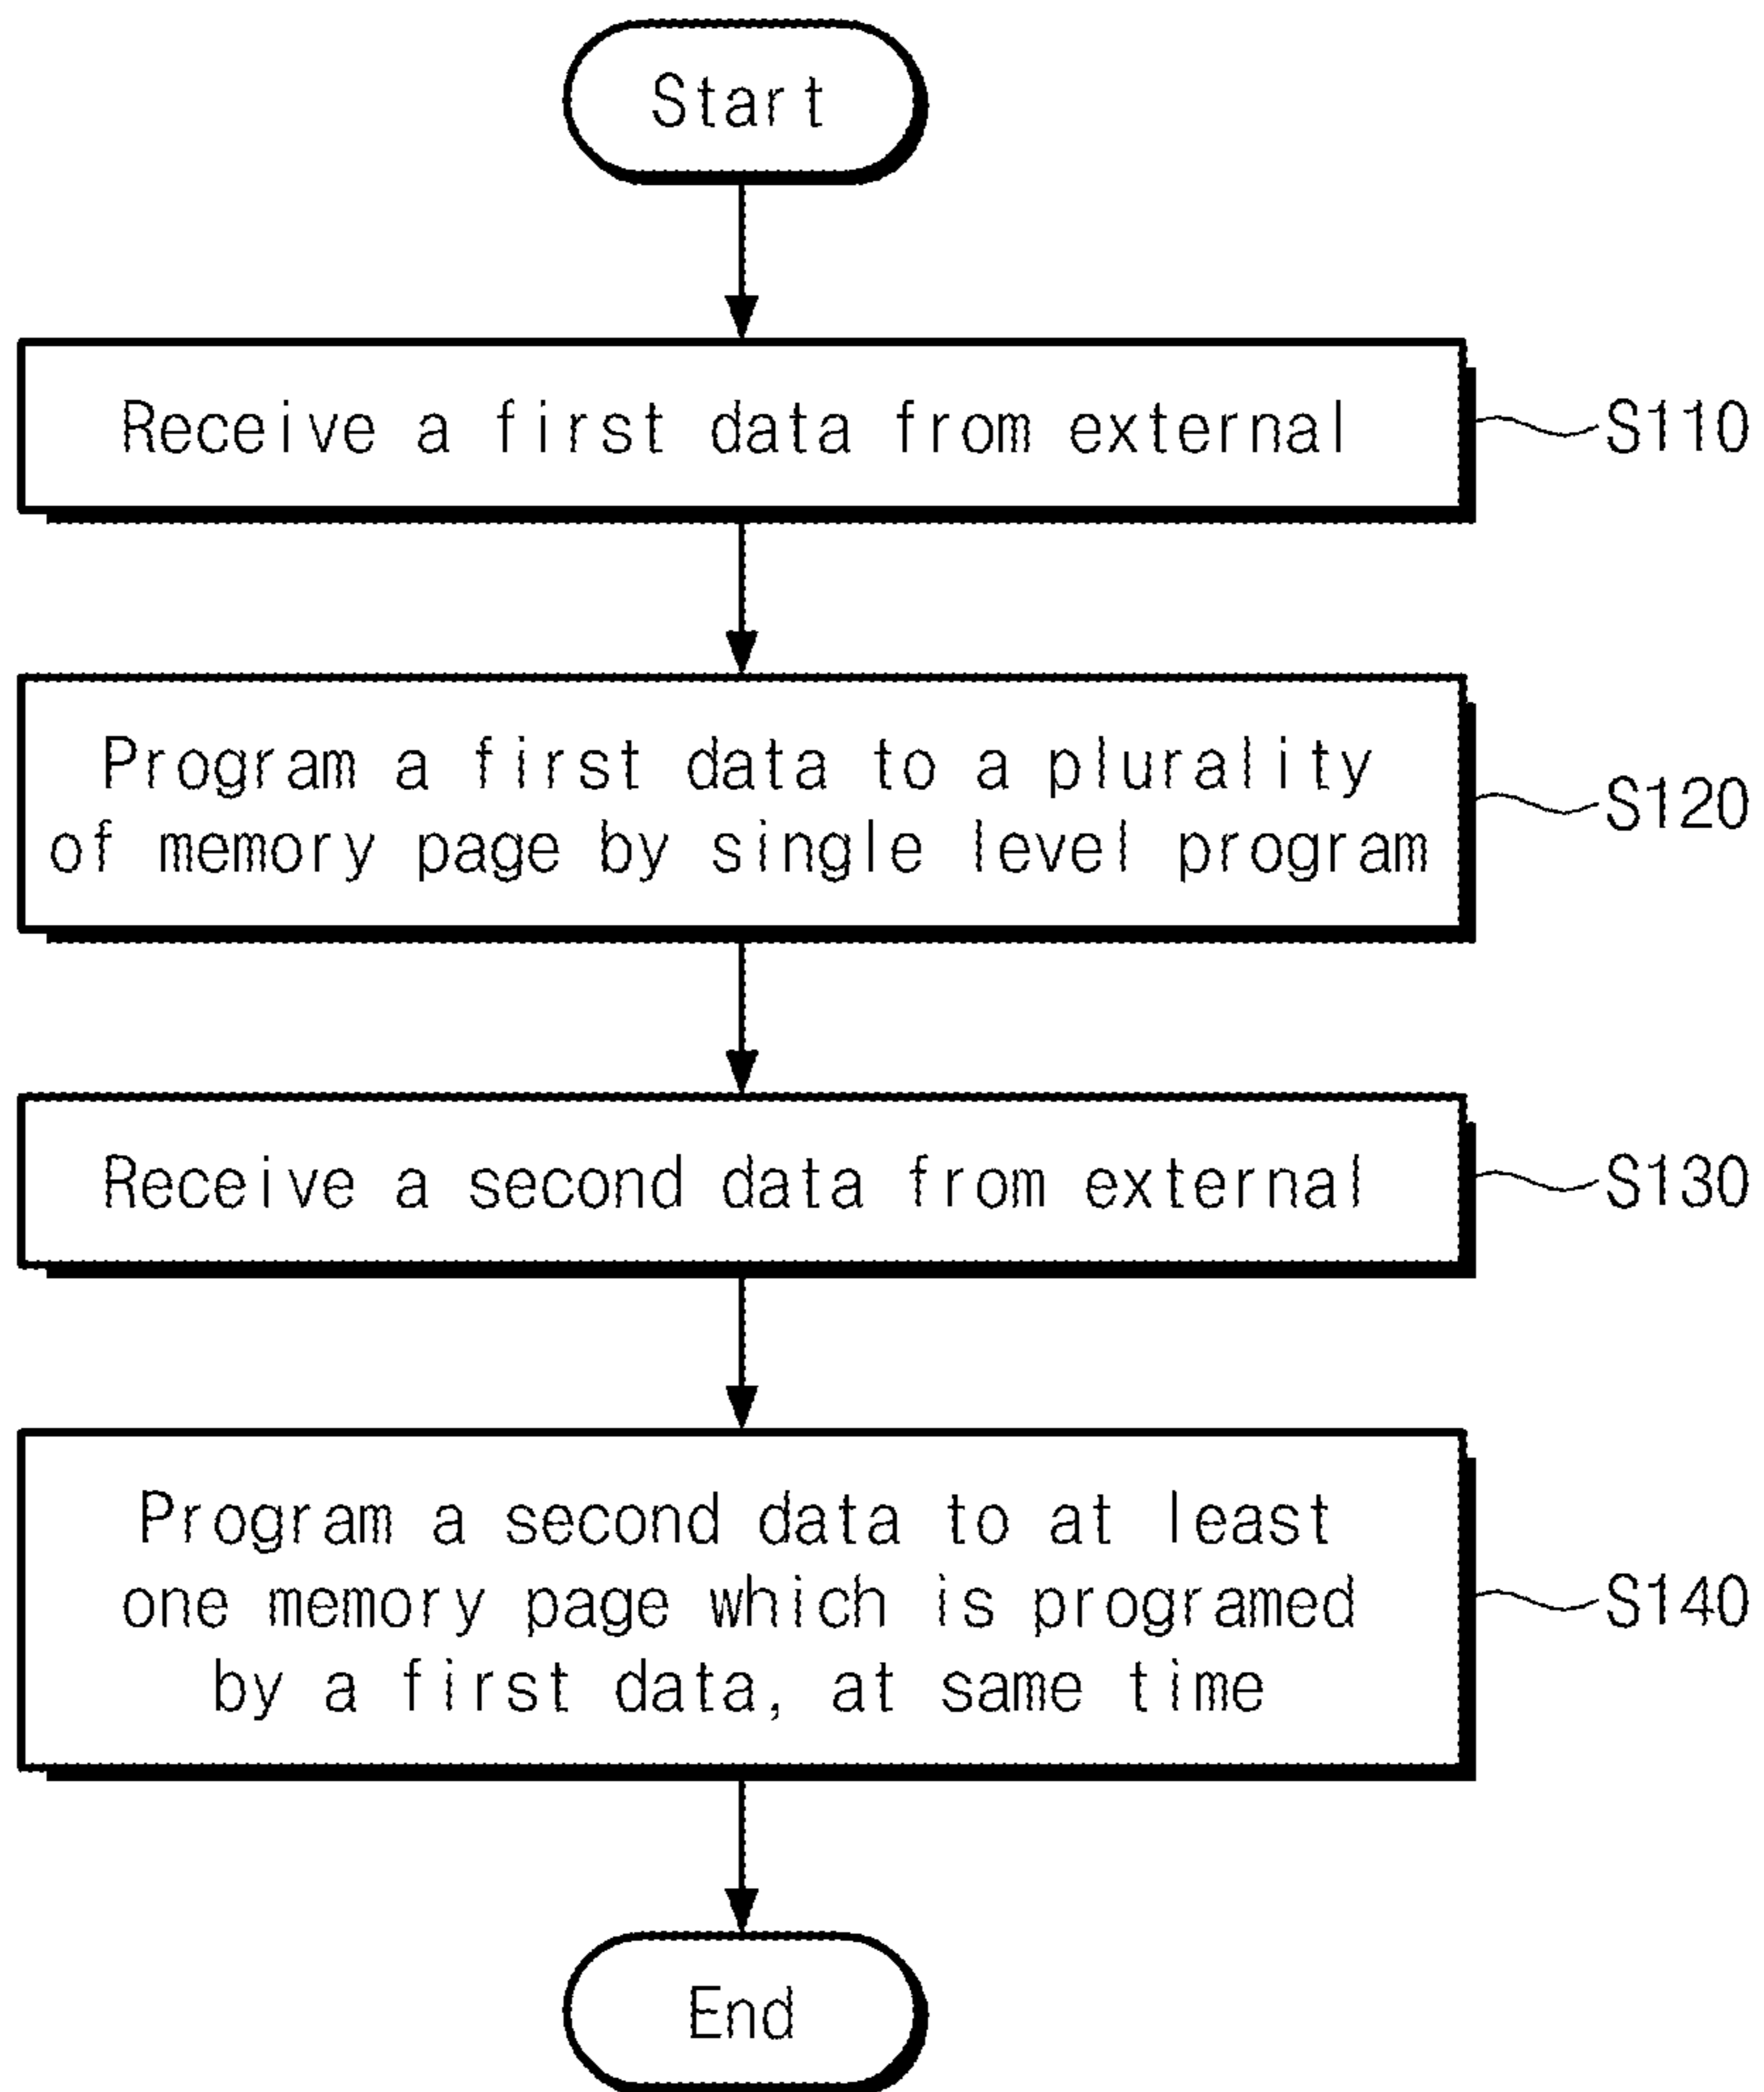 Start
Receive a first data from external
S110
Program a first data to a plurality
of memory page by single level program
S120
Receive a second data from external
S130
Program a second data to at least
one memory page which is programed
by a first data, at same time
S140
End